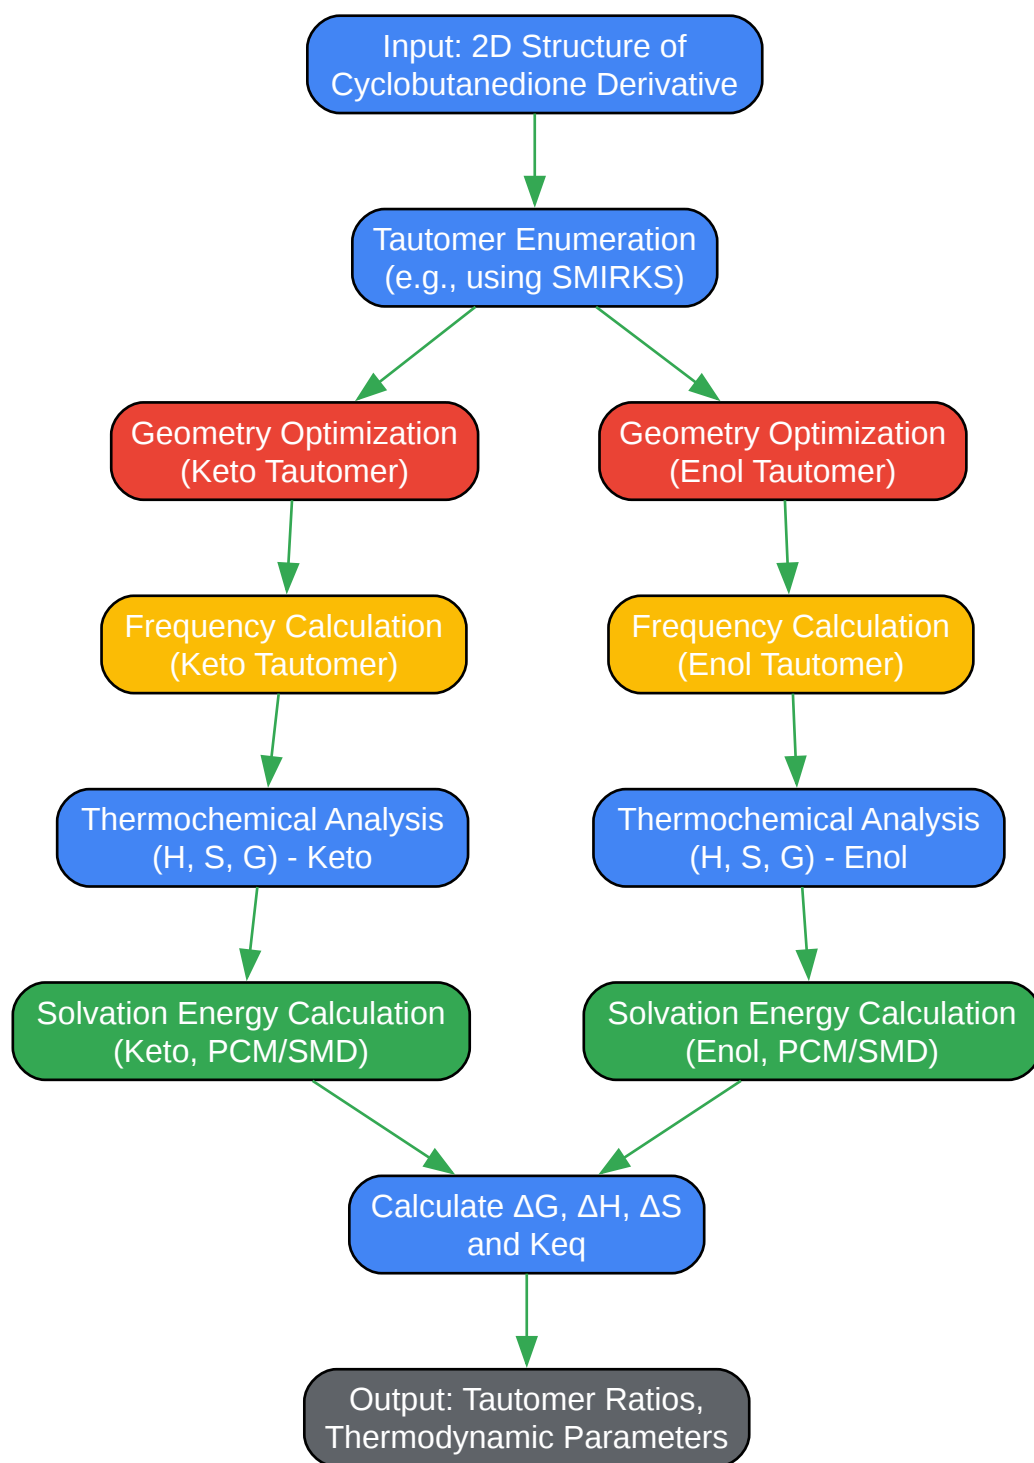 Input: 2D Structure of
Cyclobutanedione Derivative
Tautomer Enumeration
(e.g., using SMIRKS)
Geometry Optimization
(Keto Tautomer)
Geometry Optimization
(Enol Tautomer)
Frequency Calculation
(Keto Tautomer)
Frequency Calculation
(Enol Tautomer)
Thermochemical Analysis
(H, S, G) - Keto
Thermochemical Analysis
(H, S, G) - Enol
Solvation Energy Calculation
(Keto, PCM/SMD)
Solvation Energy Calculation
(Enol, PCM/SMD)
Calculate ΔG, ΔH, ΔS
and Keq
Output: Tautomer Ratios,
Thermodynamic Parameters